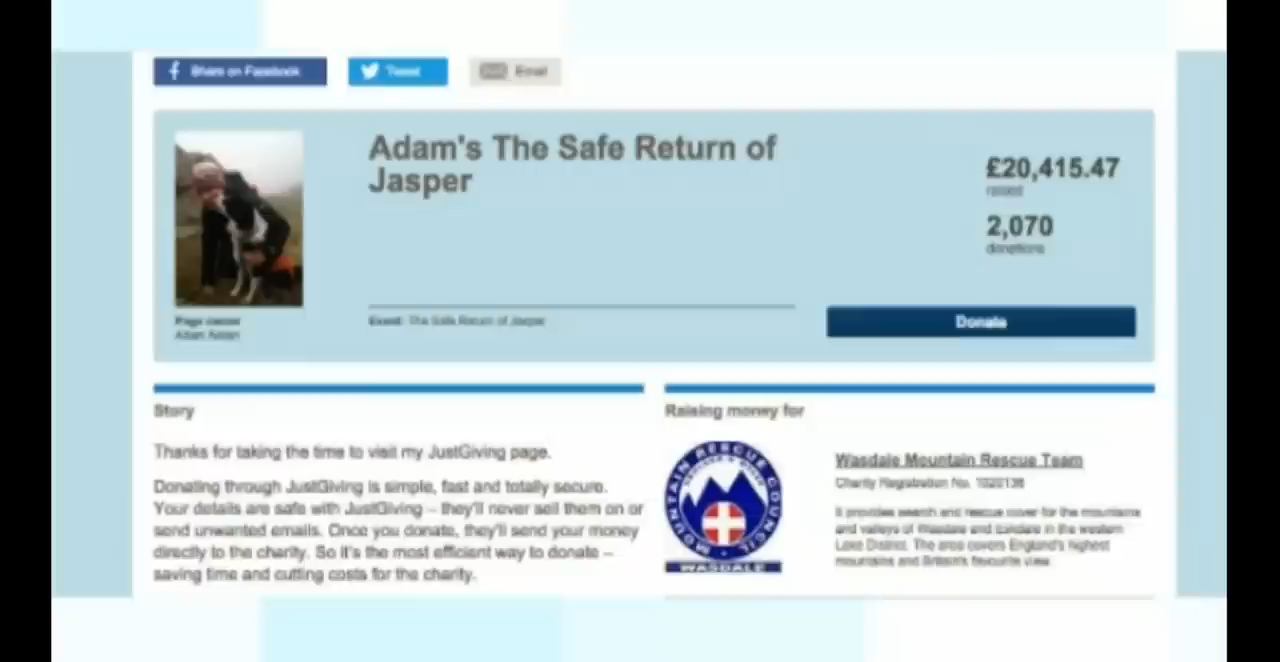 Share on Facebook
Tweet
Email
Adam's The Safe Return of
Jasper
£20,415.47
raised
2,070
donations
Page owner
Adam
Event: The Safe Return of Jasper
Donate
Story
Raising money for
Thanks for taking the time to visit my JustGiving page.
Donating through JustGiving is simple, fast and totally secure.
Your details are safe with JustGiving – they'll never sell them on or
send unwanted emails. Once you donate, they'll send your money
directly to the charity. So it's the most efficient way to donate –
saving time and cutting costs for the charity.
MOUNTAIN RESCUE COUNCIL
WASDALE
Wasdale Mountain Rescue Team
Charity Registration No.
It provides search and rescue cover for the mountains
and valleys of Wasdale and Eskdale in the western
Lake District. The area covers England's highest
mountains and Britain's favourite view.